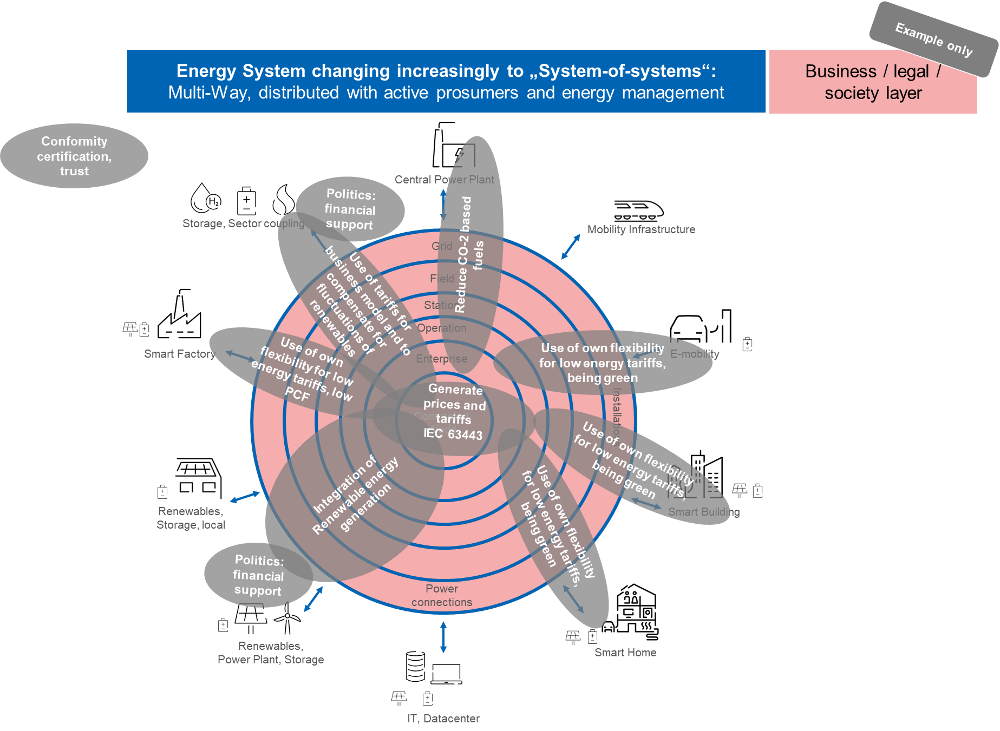 Example only
Energy System changing increasingly to „System-of-systems“:
Multi-Way, distributed with active prosumers and energy management
Business / legal /
society layer
Conformity
certification,
trust
Central Power Plant
Politics:
financial
support
Storage, Sector coupling
H2
Mobility Infrastructure
Reduce CO-2 based
fuels
Grid
Field
Station
Operation
Enterprise
Use of tariffs for
business model and to
compensate for
fluctuations of
renewables
Smart Factory
Use of own
flexibility for low
energy tariffs, low
PCF
Use of own flexibility
for low energy tariffs,
being green
E-mobility
Installation
Generate
prices and
tariffs
IEC 63443
Use of own flexibility
for low energy tariffs,
being green
Smart Building
Integration of
Renewable energy
generation
Renewables,
Storage, local
Use of own flexibility
for low energy tariffs,
being green
Smart Home
Politics:
financial
support
Renewables,
Power Plant, Storage
Power
connections
IT, Datacenter